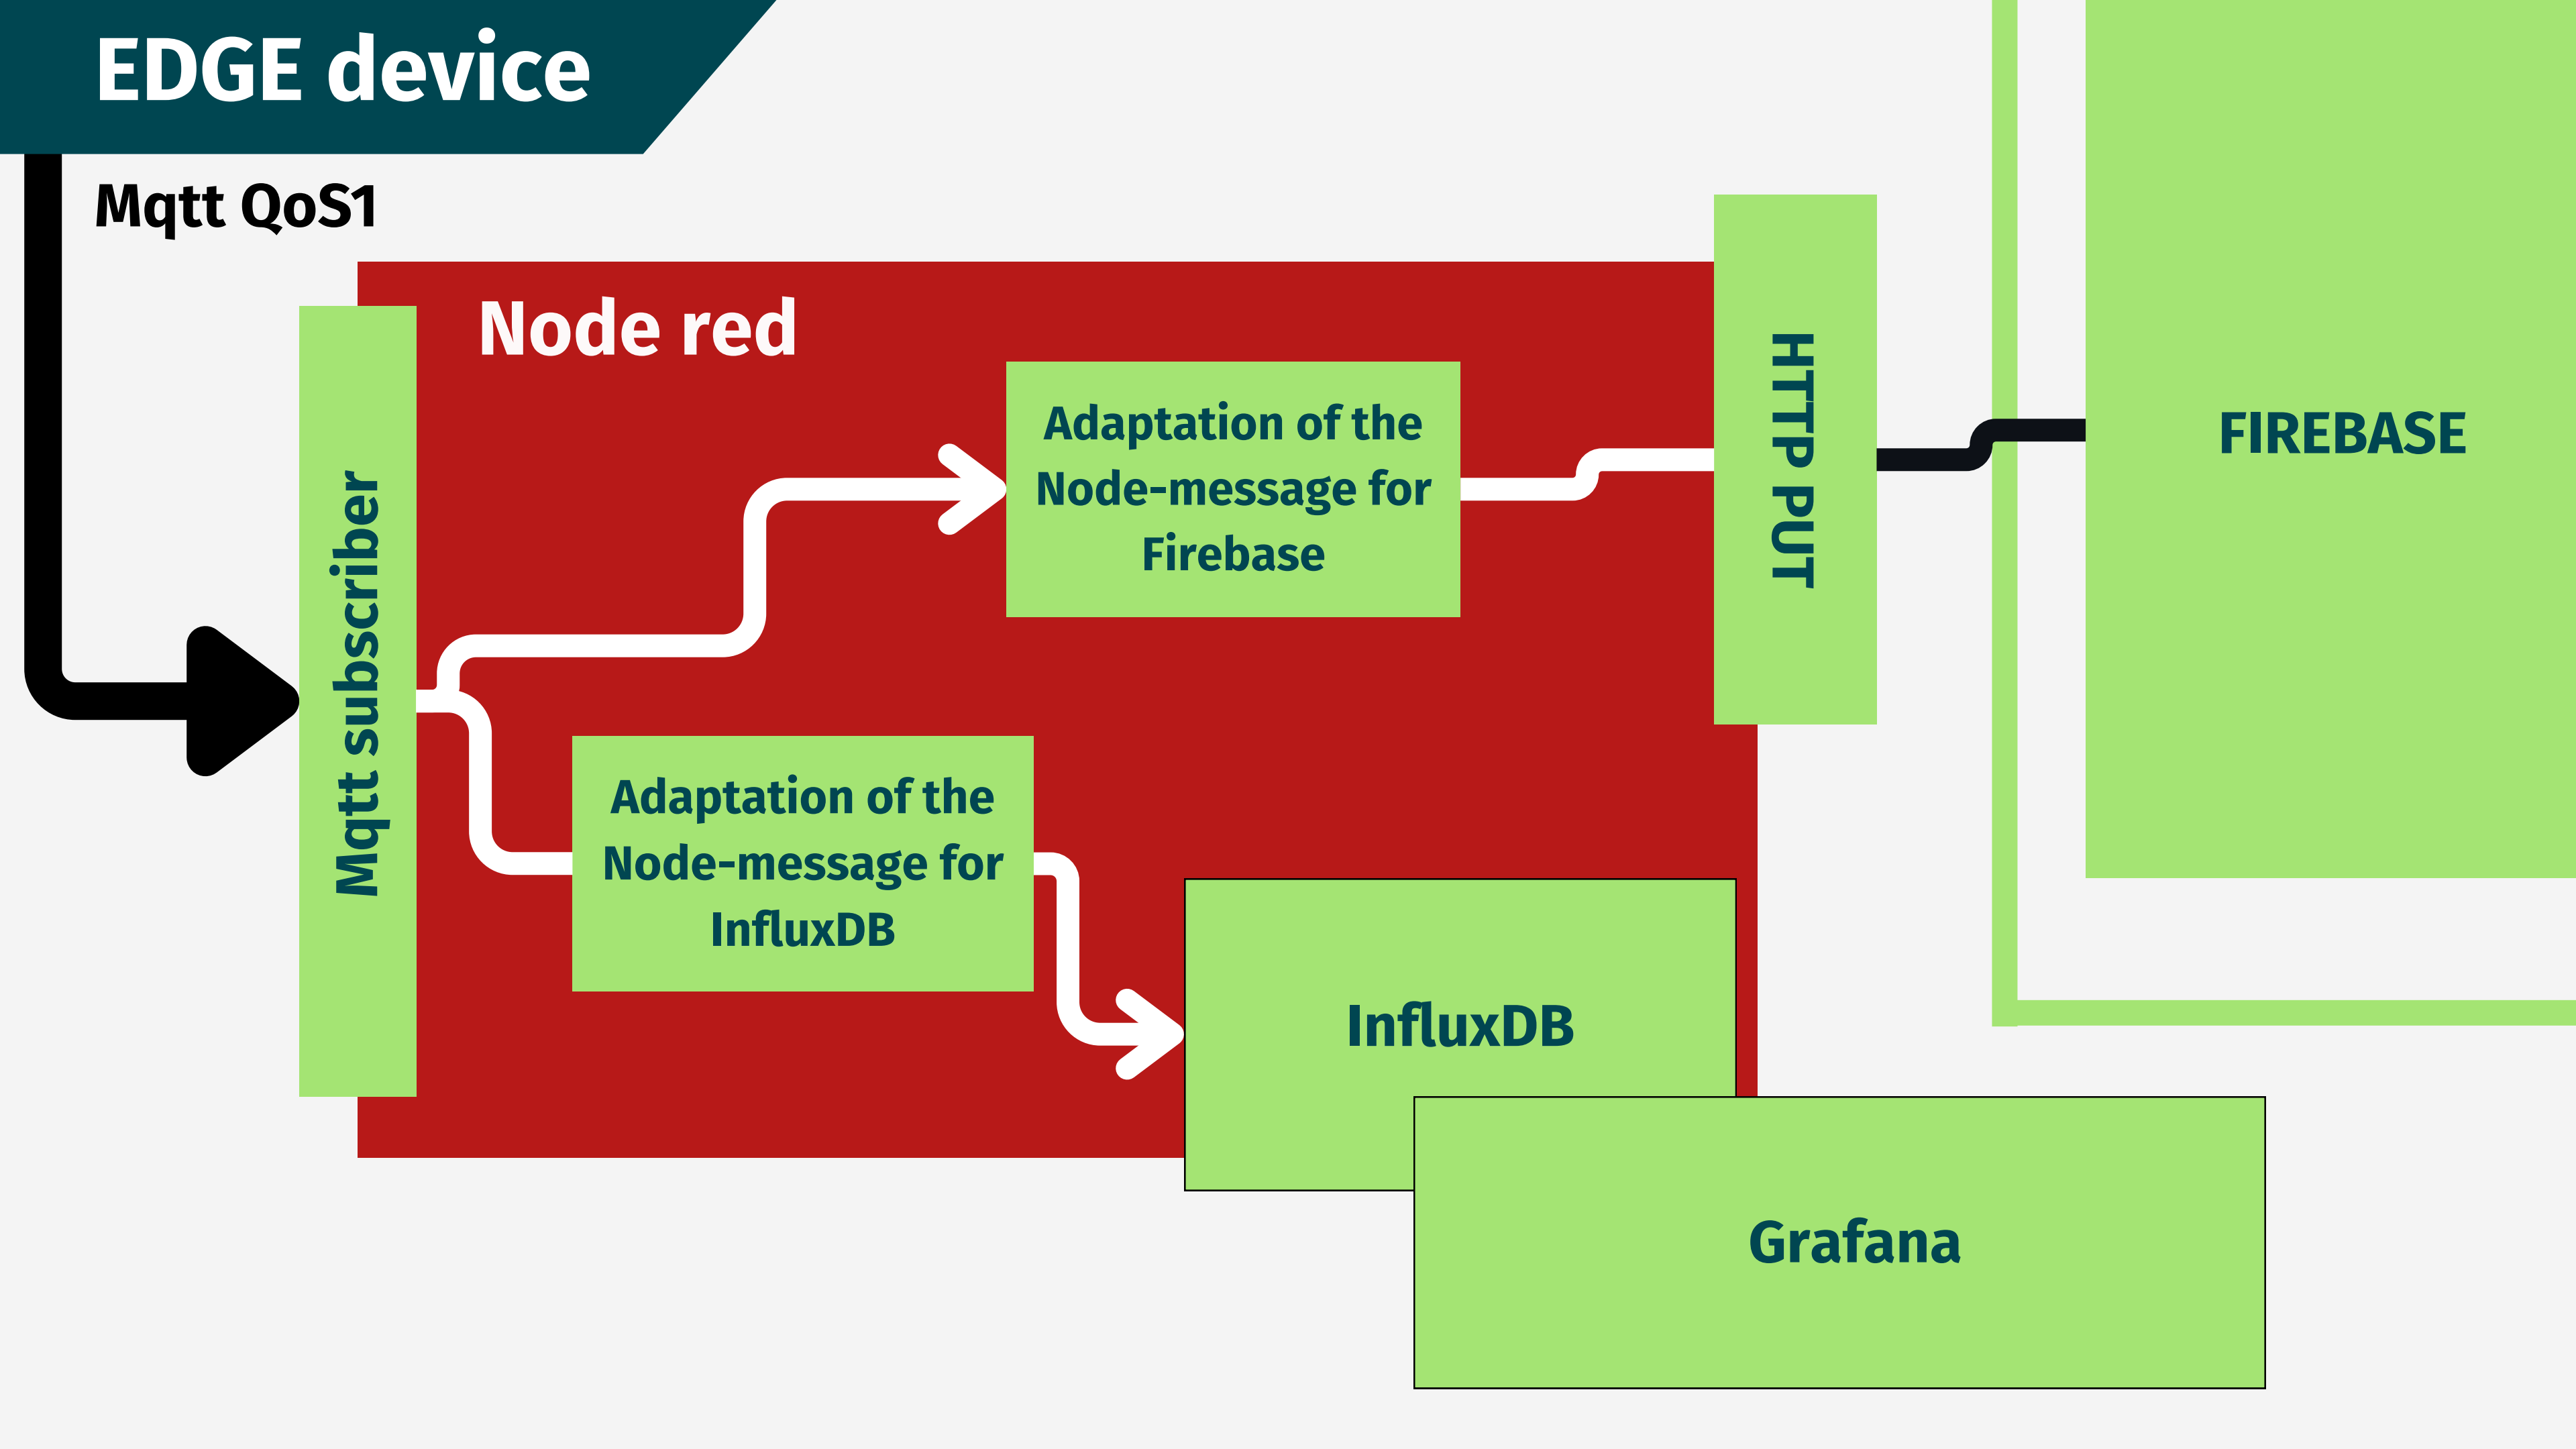 EDGE device
Mqtt QoS1
Node red
Mqtt subscriber
Adaptation of the
Node-message for
Firebase
HTTP PUT
FIREBASE
Adaptation of the
Node-message for
InfluxDB
InfluxDB
Grafana